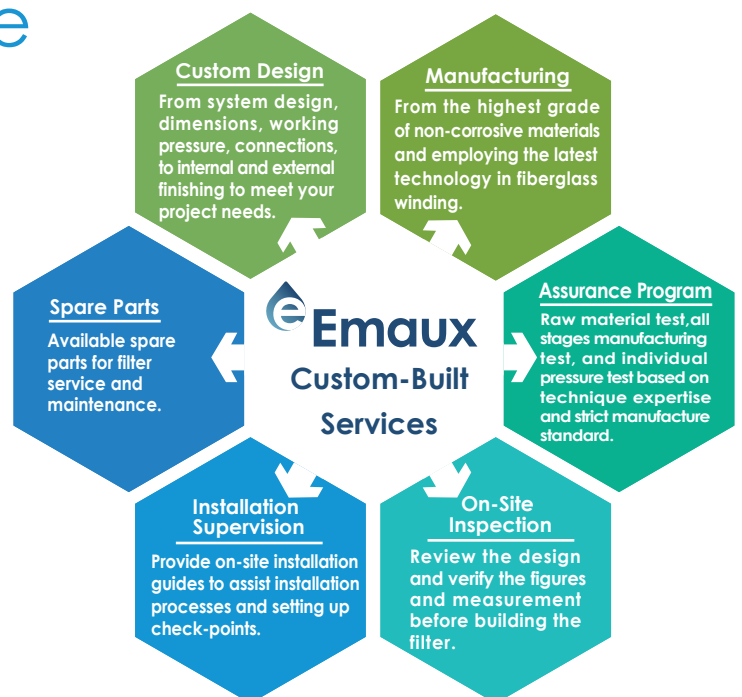 e
Custom Design
From system design,
dimensions, working
pressure, connections,
to internal and external
finishing to meet your
project needs.
Manufacturing
From the highest grade
of non-corrosive materials
and employing the latest
technology in fiberglass
winding.
Spare Parts
Available spare
parts for filter
service and
maintenance.
e Emaux
Custom-Built
Services
Assurance Program
Raw material test,all
stages manufacturing
test, and individual
pressure test based on
technique expertise
and strict manufacture
standard.
Installation
Supervision
Provide on-site installation
guides to assist installation
processes and setting up
check-points.
On-Site
Inspection
Review the design
and verify the figures
and measurement
before building the
filter.